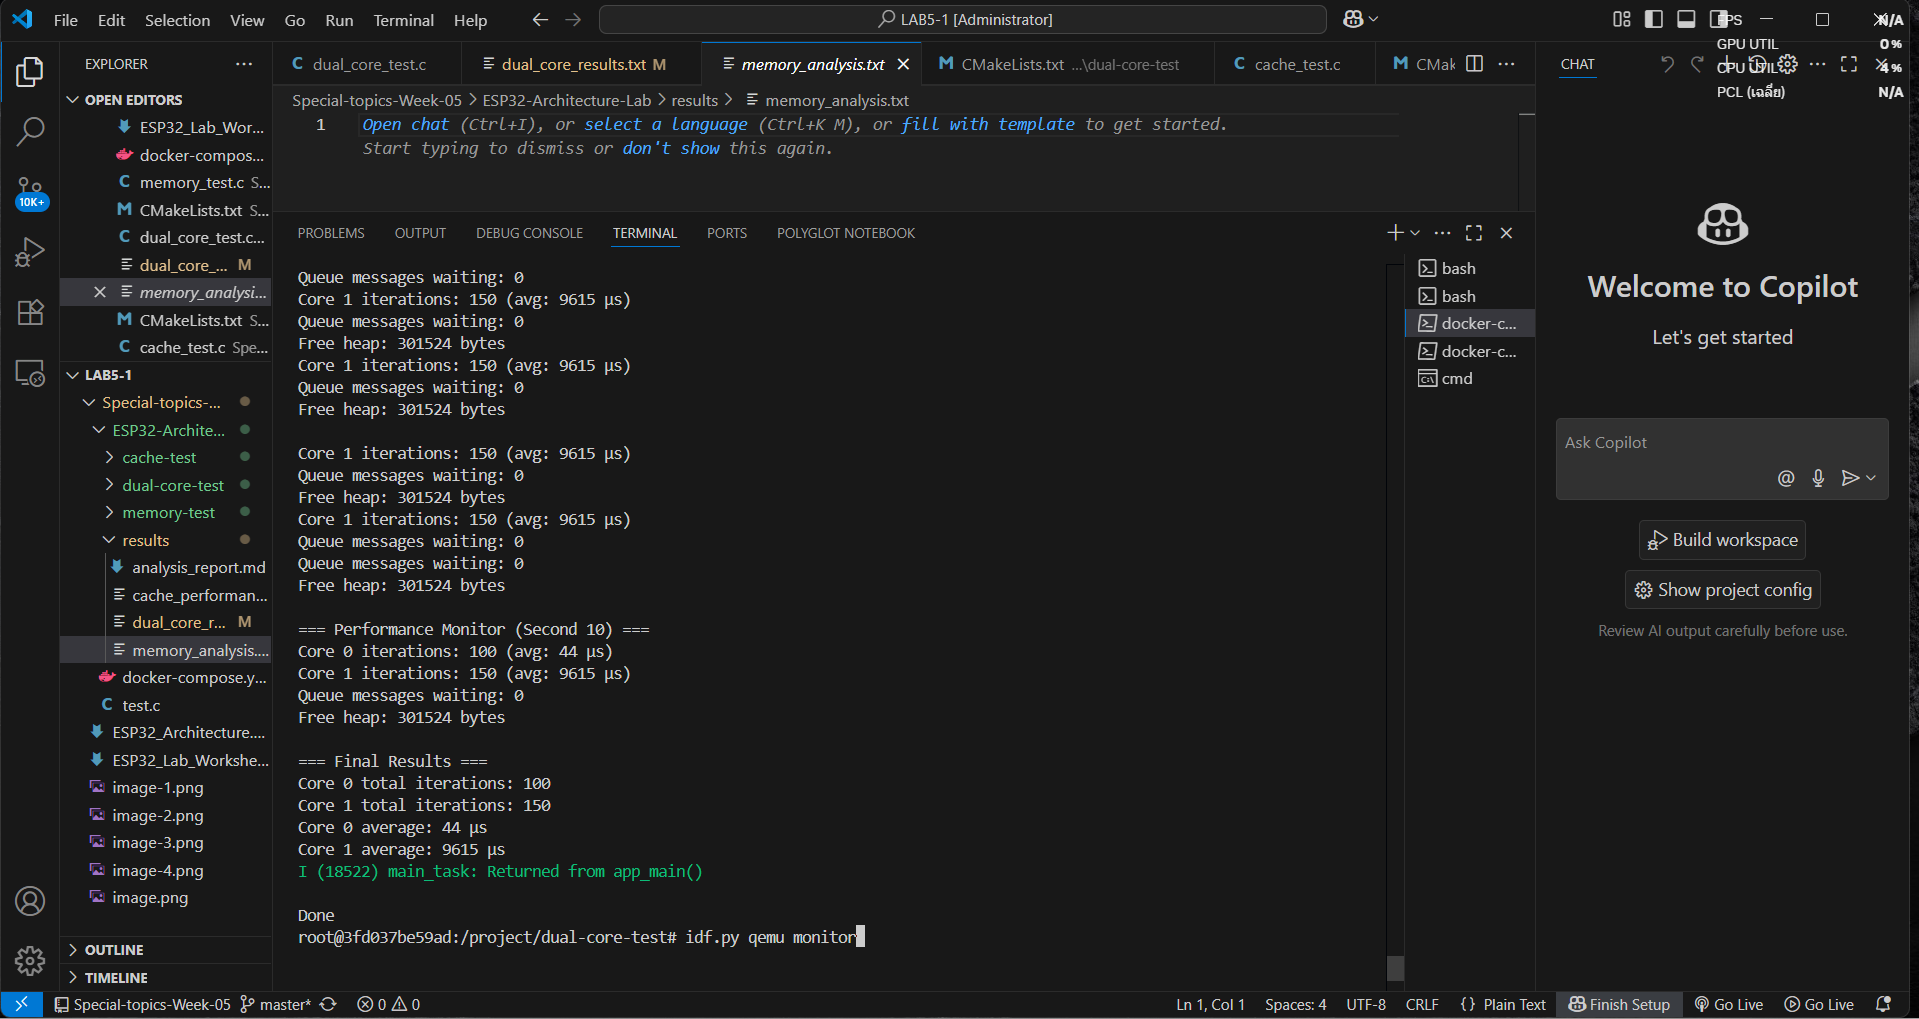 File Edit Selection View Go Run Terminal Help
LAB5-1 [Administrator]
FPS N/A
GPU UTIL 0%
CPU UTIL 4%
PCL (เฉลี่ย) N/A
EXPLORER
OPEN EDITORS
ESP32_Lab_Wor...
docker-compos...
memory_test.c S...
CMakeLists.txt S...
dual_core_test.c...
dual_core_... M
memory_analysi...
CMakeLists.txt S...
cache_test.c Spe...
LAB5-1
Special-topics-...
ESP32-Archite...
cache-test
dual-core-test
memory-test
results
analysis_report.md
cache_performan...
dual_core_r... M
memory_analysis....
docker-compose.y...
test.c
ESP32_Architecture....
ESP32_Lab_Workshe...
image-1.png
image-2.png
image-3.png
image-4.png
image.png
OUTLINE
TIMELINE
10K+
dual_core_test.c
dual_core_results.txt M
memory_analysis.txt
CMakeLists.txt ...\dual-core-test
cache_test.c
CMak
Special-topics-Week-05 > ESP32-Architecture-Lab > results > memory_analysis.txt
1 Open chat (Ctrl+I), or select a language (Ctrl+K M), or fill with template to get started.
Start typing to dismiss or don't show this again.
PROBLEMS OUTPUT DEBUG CONSOLE TERMINAL PORTS POLYGLOT NOTEBOOK
Queue messages waiting: 0
Core 1 iterations: 150 (avg: 9615 µs)
Queue messages waiting: 0
Free heap: 301524 bytes
Core 1 iterations: 150 (avg: 9615 µs)
Queue messages waiting: 0
Free heap: 301524 bytes
Core 1 iterations: 150 (avg: 9615 µs)
Queue messages waiting: 0
Free heap: 301524 bytes
Core 1 iterations: 150 (avg: 9615 µs)
Queue messages waiting: 0
Queue messages waiting: 0
Free heap: 301524 bytes
=== Performance Monitor (Second 10) ===
Core 0 iterations: 100 (avg: 44 µs)
Core 1 iterations: 150 (avg: 9615 µs)
Queue messages waiting: 0
Free heap: 301524 bytes
=== Final Results ===
Core 0 total iterations: 100
Core 1 total iterations: 150
Core 0 average: 44 µs
Core 1 average: 9615 µs
I (18522) main_task: Returned from app_main()
Done
root@3fd037be59ad:/project/dual-core-test# idf.py qemu monitor
bash
bash
docker-c...
docker-c...
cmd
CHAT
Welcome to Copilot
Let's get started
Ask Copilot
Build workspace
Show project config
Review AI output carefully before use.
Special-topics-Week-05 master* 0 0
Ln 1, Col 1 Spaces: 4 UTF-8 CRLF {} Plain Text Finish Setup Go Live Go Live